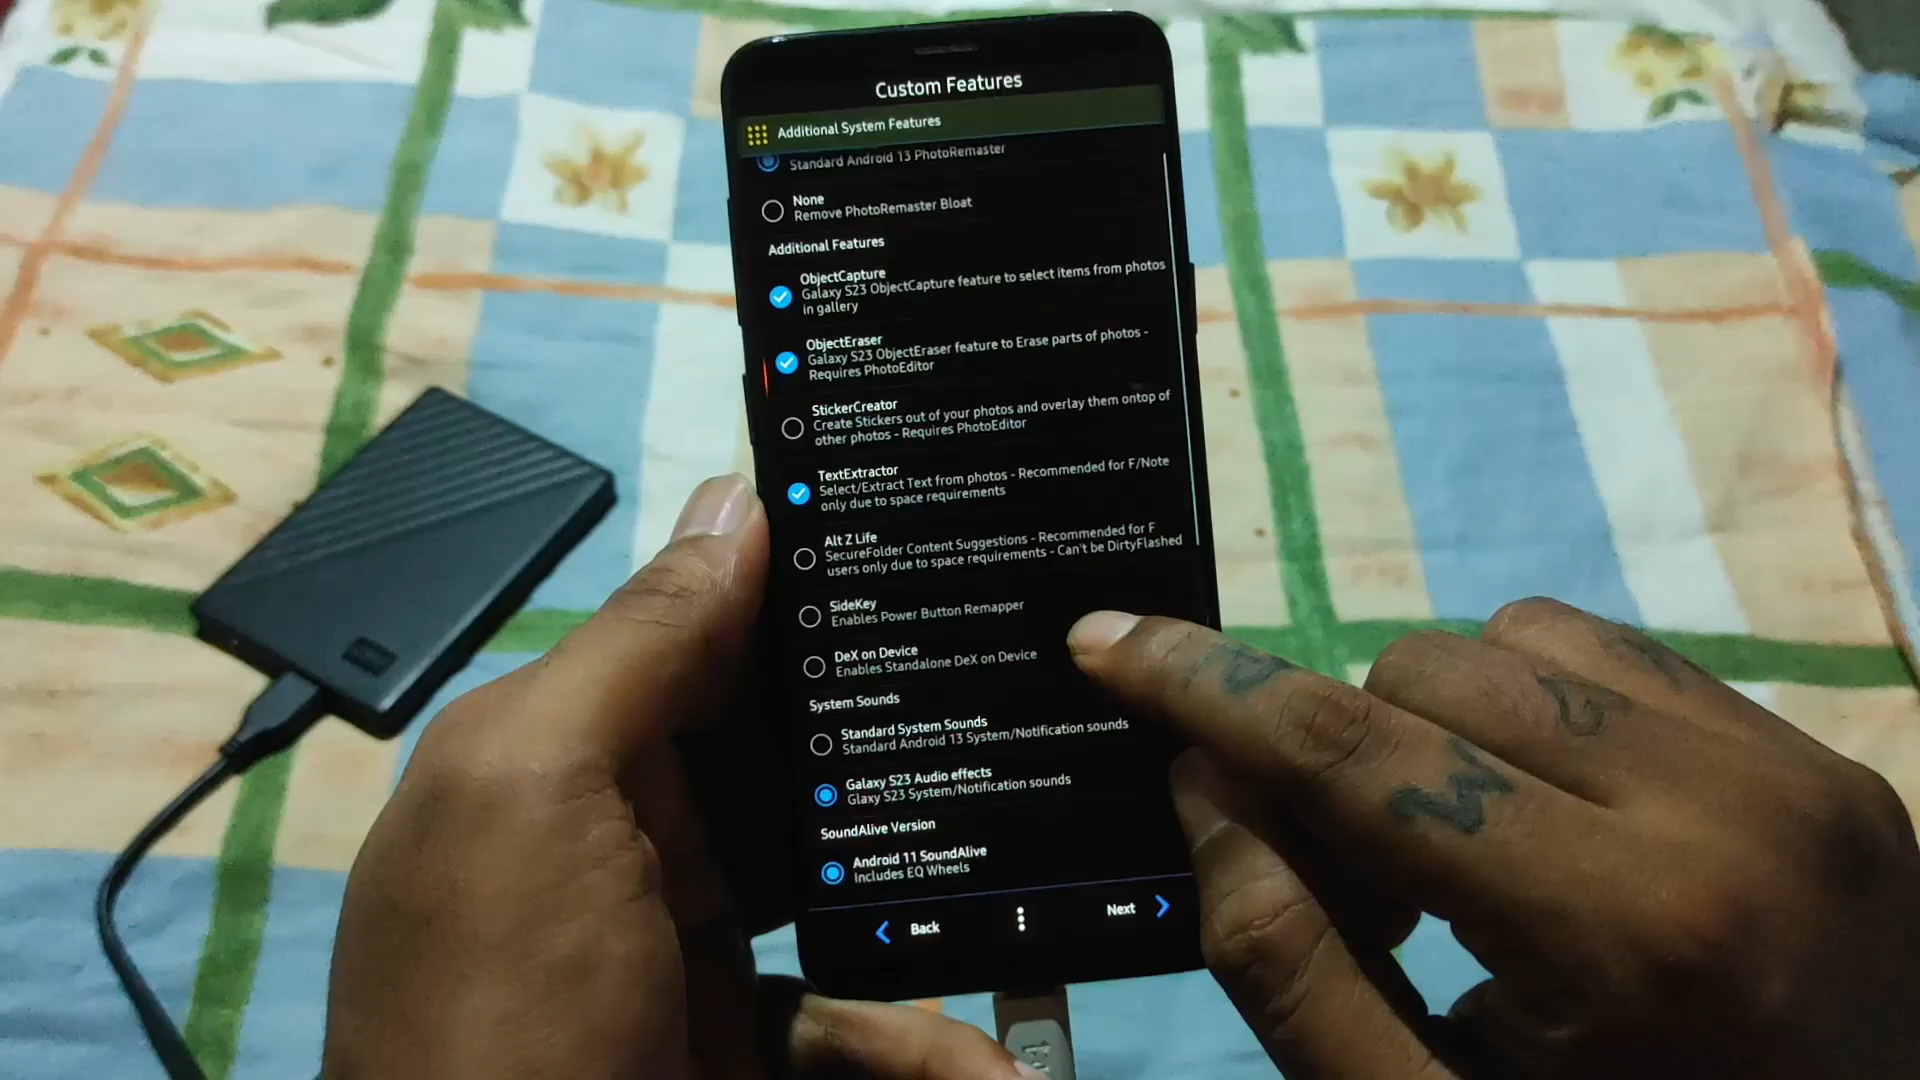 Custom Features
Additional System Features
Standard Android 13 PhotoRemaster
None
Remove PhotoRemaster Bloat
Additional Features
ObjectCapture
Galaxy S23 ObjectCapture feature to select items from photos
in gallery
ObjectEraser
Galaxy S23 ObjectEraser feature to Erase parts of photos -
Requires PhotoEditor
StickerCreator
Create Stickers out of your photos and overlay them ontop of
other photos - Requires PhotoEditor
TextExtractor
Select/Extract Text from photos - Recommended for F/Note
only due to space requirements
Alt Z Life
SecureFolder Content Suggestions - Recommended for F
users only due to space requirements - Can't be DirtyFlashed
SideKey
Enables Power Button Remapper
DeX on Device
Enables Standalone DeX on Device
System Sounds
Standard System Sounds
Standard Android 13 System/Notification sounds
Galaxy S23 Audio effects
Glaxy S23 System/Notification sounds
SoundAlive Version
Android 11 SoundAlive
Includes EQ Wheels
Back
Next